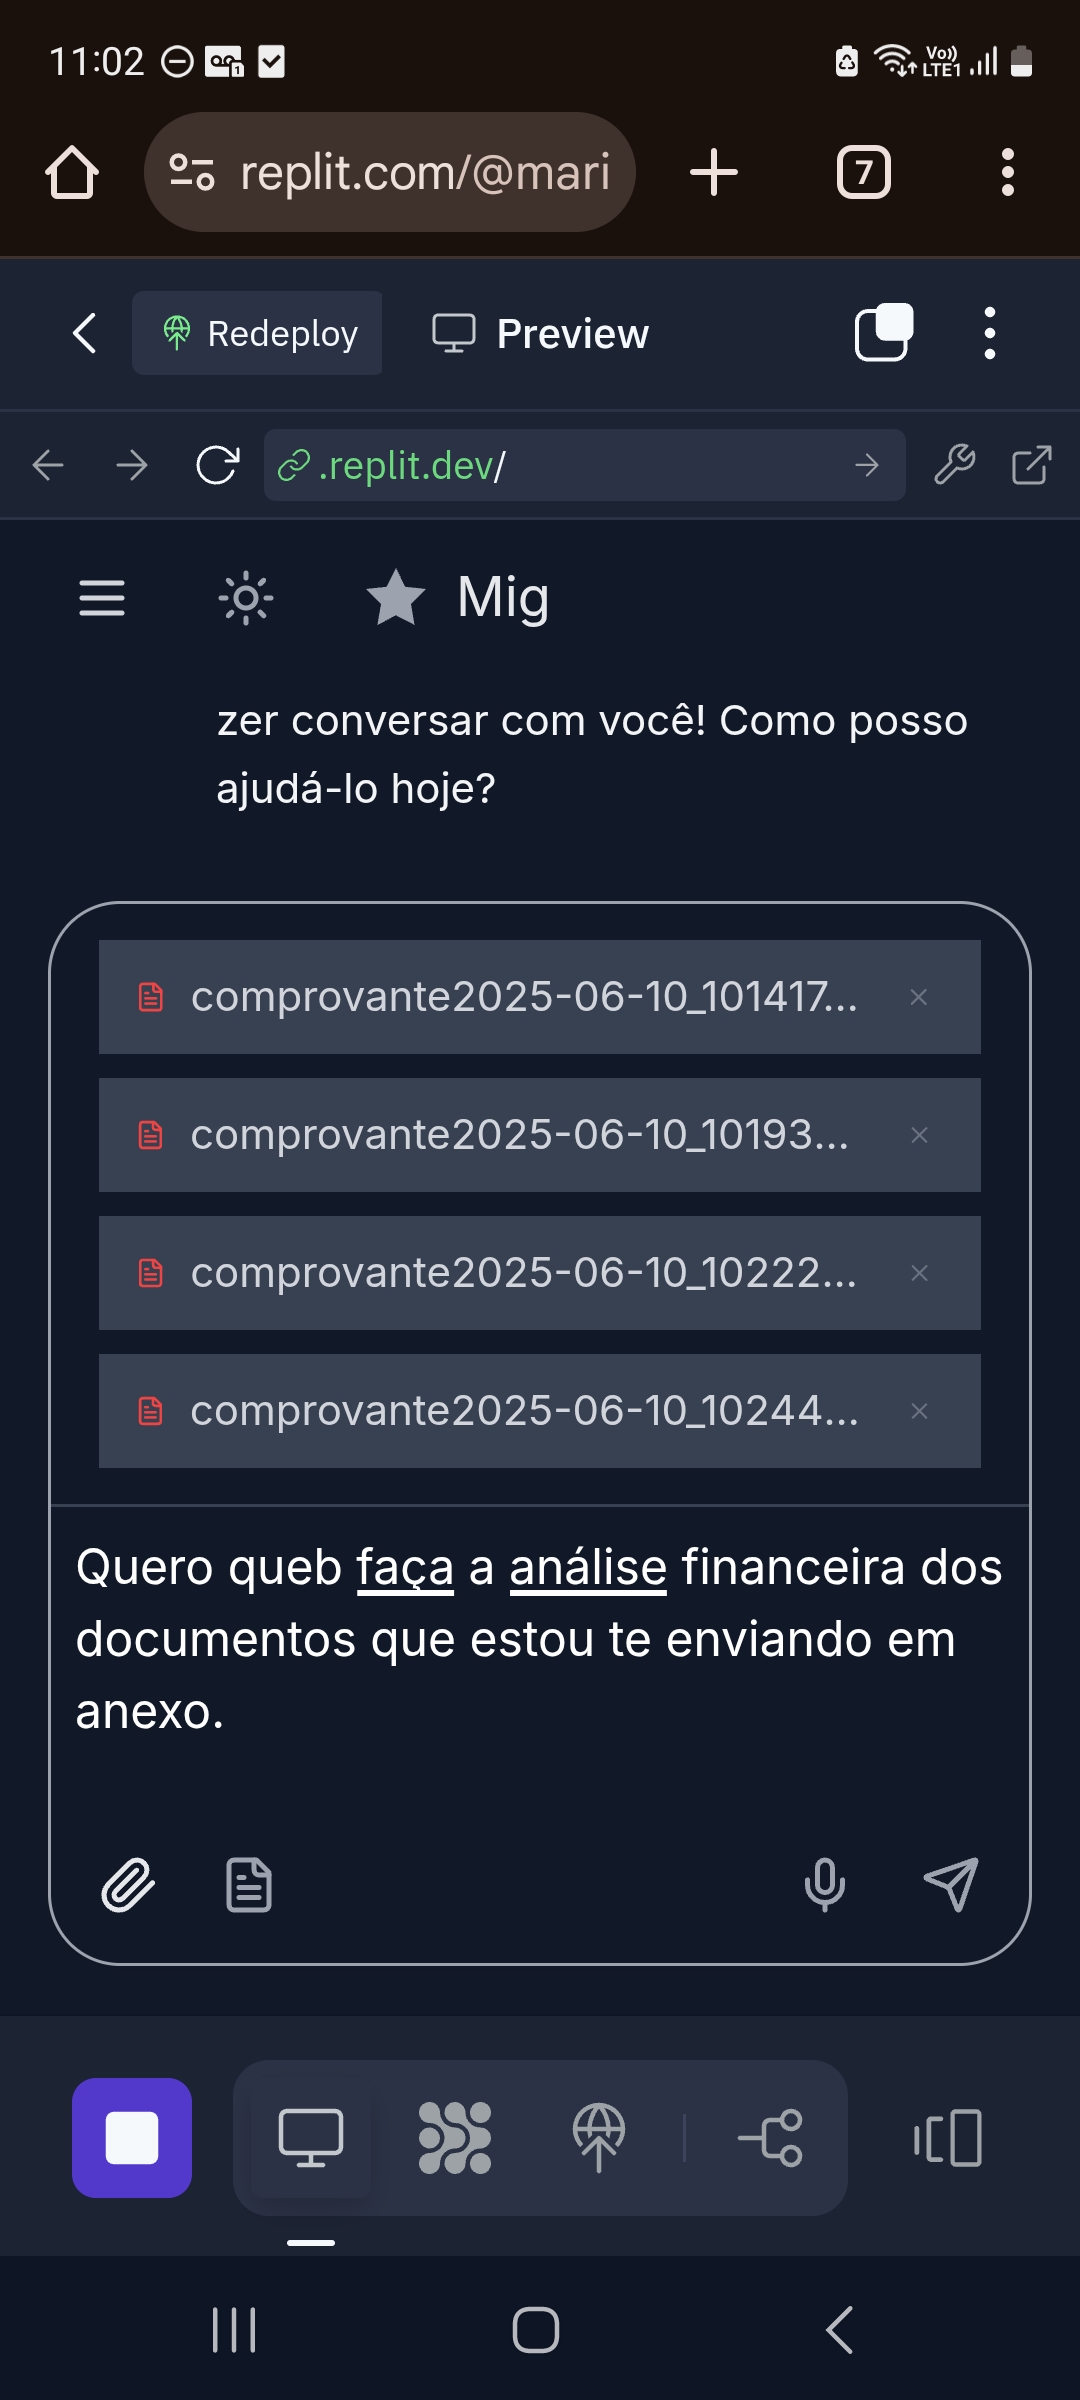 11:02
Vo)) LTE1
replit.com/@mari
7
Redeploy
Preview
.replit.dev/
Mig
zer conversar com você! Como posso
ajudá-lo hoje?
comprovante2025-06-10_101417...
comprovante2025-06-10_10193...
comprovante2025-06-10_10222...
comprovante2025-06-10_10244...
Quero queb faça a análise financeira dos
documentos que estou te enviando em
anexo.